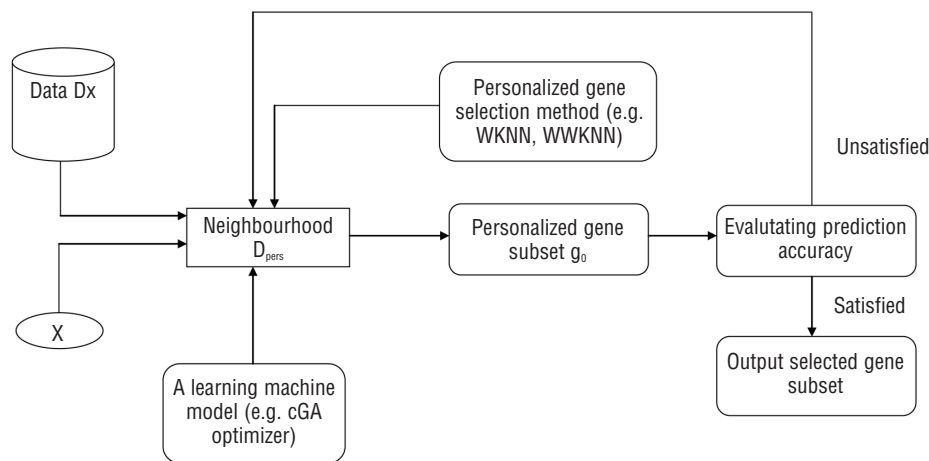 Data Dx
Personalized gene
selection method (e.g.
WKNN, WWKNN)
Unsatisfied
Neighbourhood
D_pers
Personalized gene
subset g₀
Evalutating prediction
accuracy
Satisfied
X
A learning machine
model (e.g. cGA
optimizer)
Output selected gene
subset